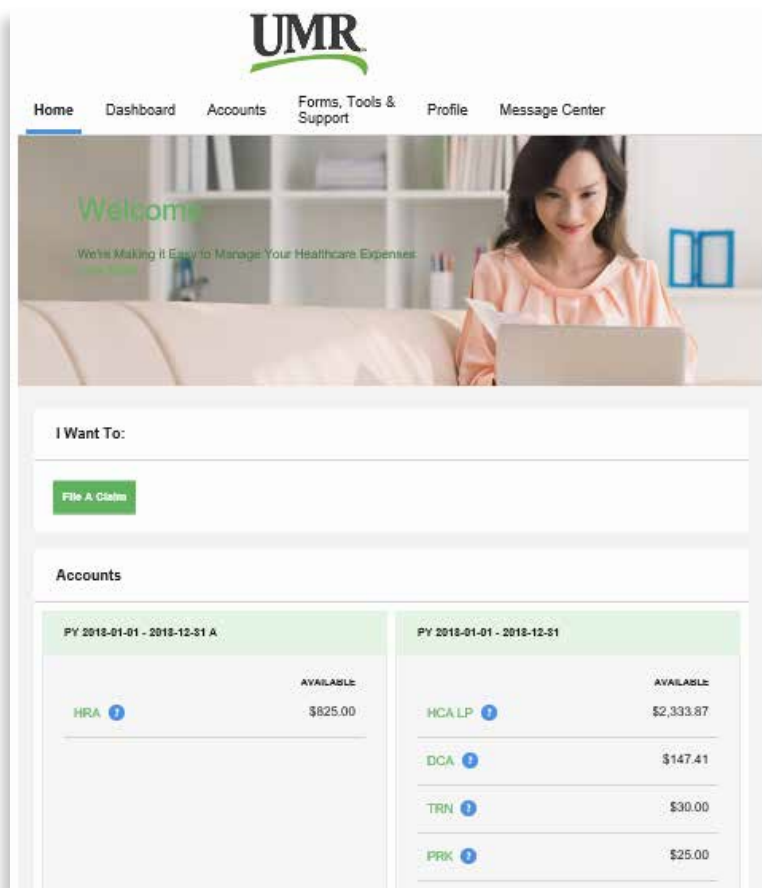 UMR
Home Dashboard Accounts Forms, Tools & Support Profile Message Center
Welcome
We're Making it Easy to Manage Your Healthcare Expenses
I Want To:
File A Claim
Accounts
PY 2018-01-01 - 2018-12-31 A
AVAILABLE
HRA ? $825.00
PY 2018-01-01 - 2018-12-31
AVAILABLE
HCA LP ? $2,333.87
DCA ? $147.41
TRN ? $30.00
PRK ? $25.00